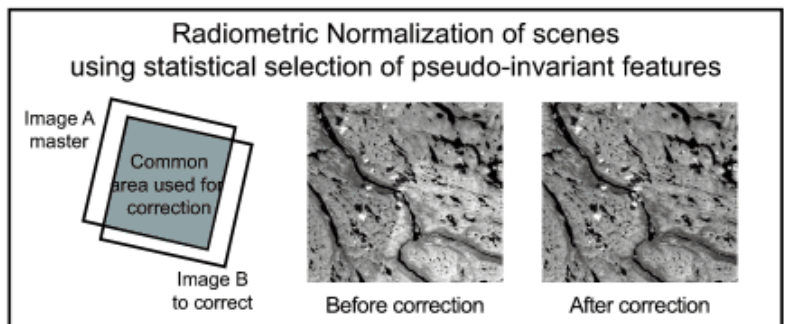 Radiometric Normalization of scenes
using statistical selection of pseudo-invariant features
Image A
master
Common
area used for
correction
Image B
to correct
Before correction
After correction